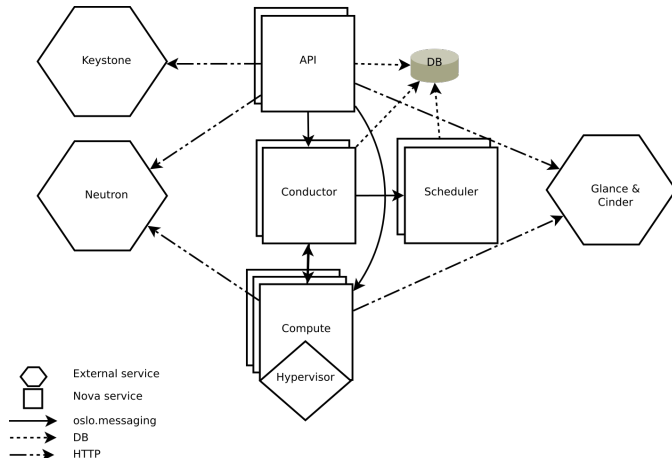 Keystone
API
DB
Neutron
Conductor
Scheduler
Glance &
Cinder
Compute
Hypervisor
External service
Nova service
oslo.messaging
DB
HTTP